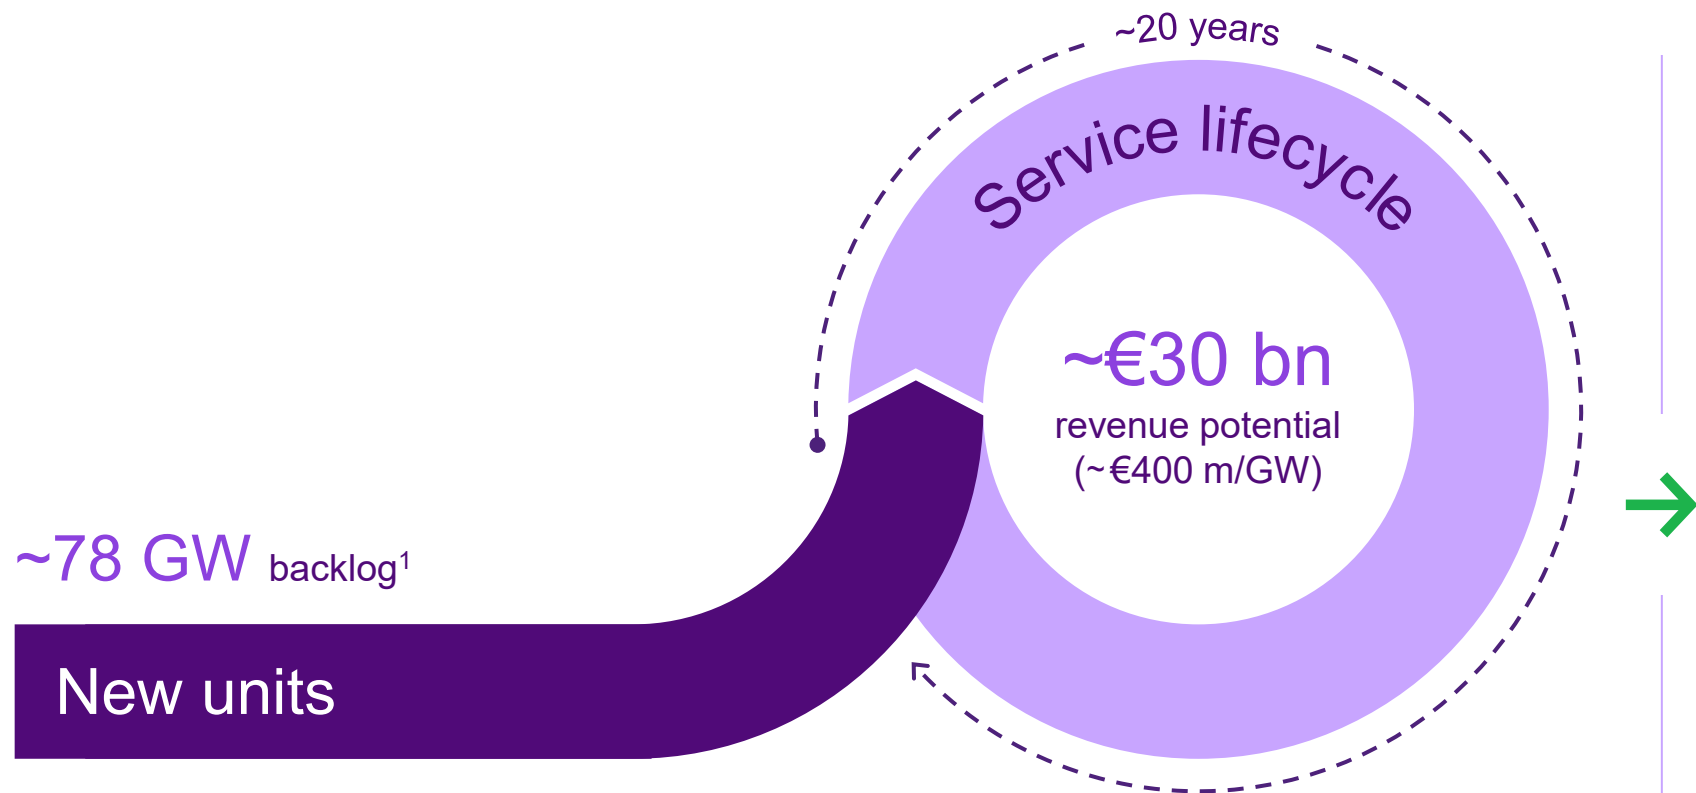 ~20 years
Service lifecycle
~€30 bn
revenue potential
(~€400 m/GW)
~78 GW backlog¹
New units